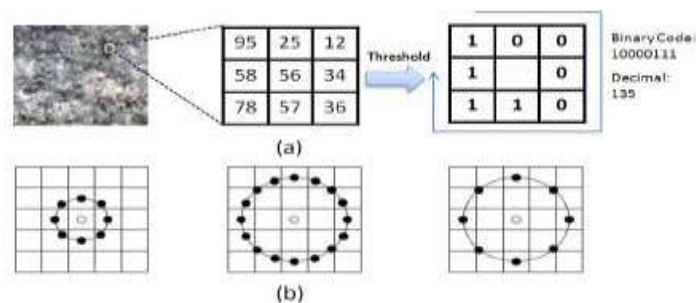 95 25 12
58 56 34
78 57 36
Threshold
1 0 0
1 0
1 1 0
Binary Code:
10000111
Decimal:
135
(a)
(b)